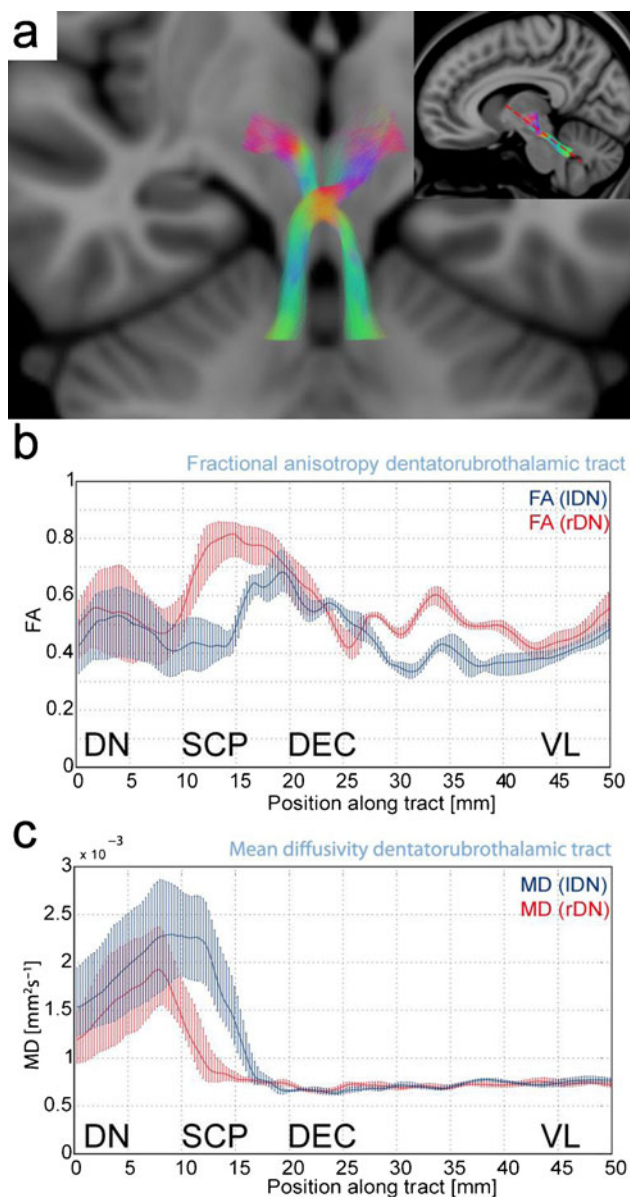 a
b
Fractional anisotropy dentatorubrothalamic tract
FA (lDN)
FA (rDN)
1
0.8
0.6
0.4
0.2
0
FA
DN SCP DEC VL
0 5 10 15 20 25 30 35 40 45 50
Position along tract [mm]
c
x 10⁻³
Mean diffusivity dentatorubrothalamic tract
MD (lDN)
MD (rDN)
3
2.5
2
1.5
1
0.5
0
MD [mm²s⁻¹]
DN SCP DEC VL
0 5 10 15 20 25 30 35 40 45 50
Position along tract [mm]